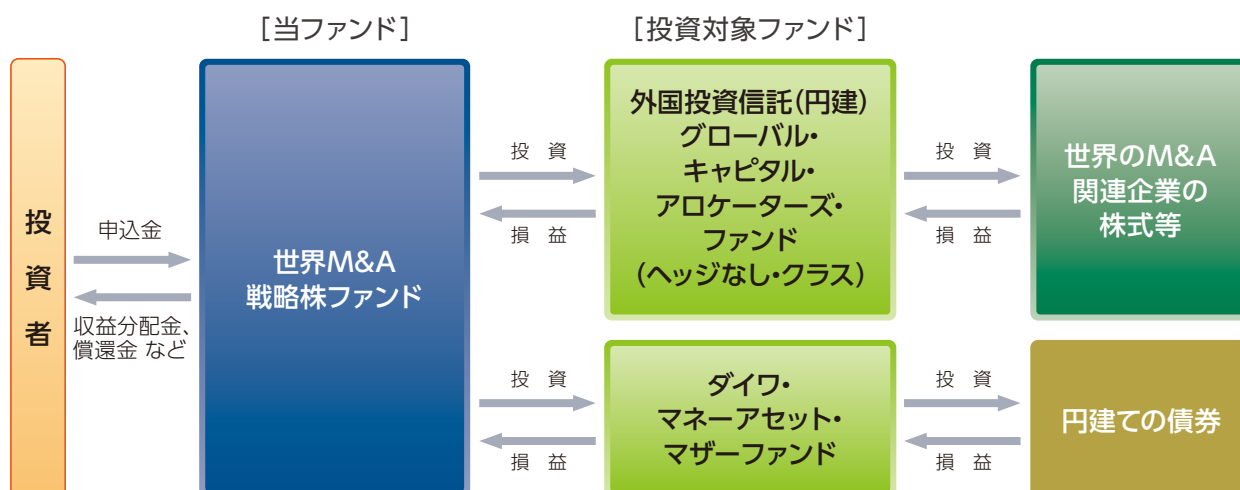 [当ファンド]
[投資対象ファンド]
投資者
申込金
収益分配金、
償還金 など
世界M&A
戦略株ファンド
投 資
損 益
外国投資信託(円建)
グローバル・
キャピタル・
アロケーターズ・
ファンド
(ヘッジなし・クラス)
投 資
損 益
世界のM&A
関連企業の
株式等
投 資
損 益
ダイワ・
マネーアセット・
マザーファンド
投 資
損 益
円建ての債券